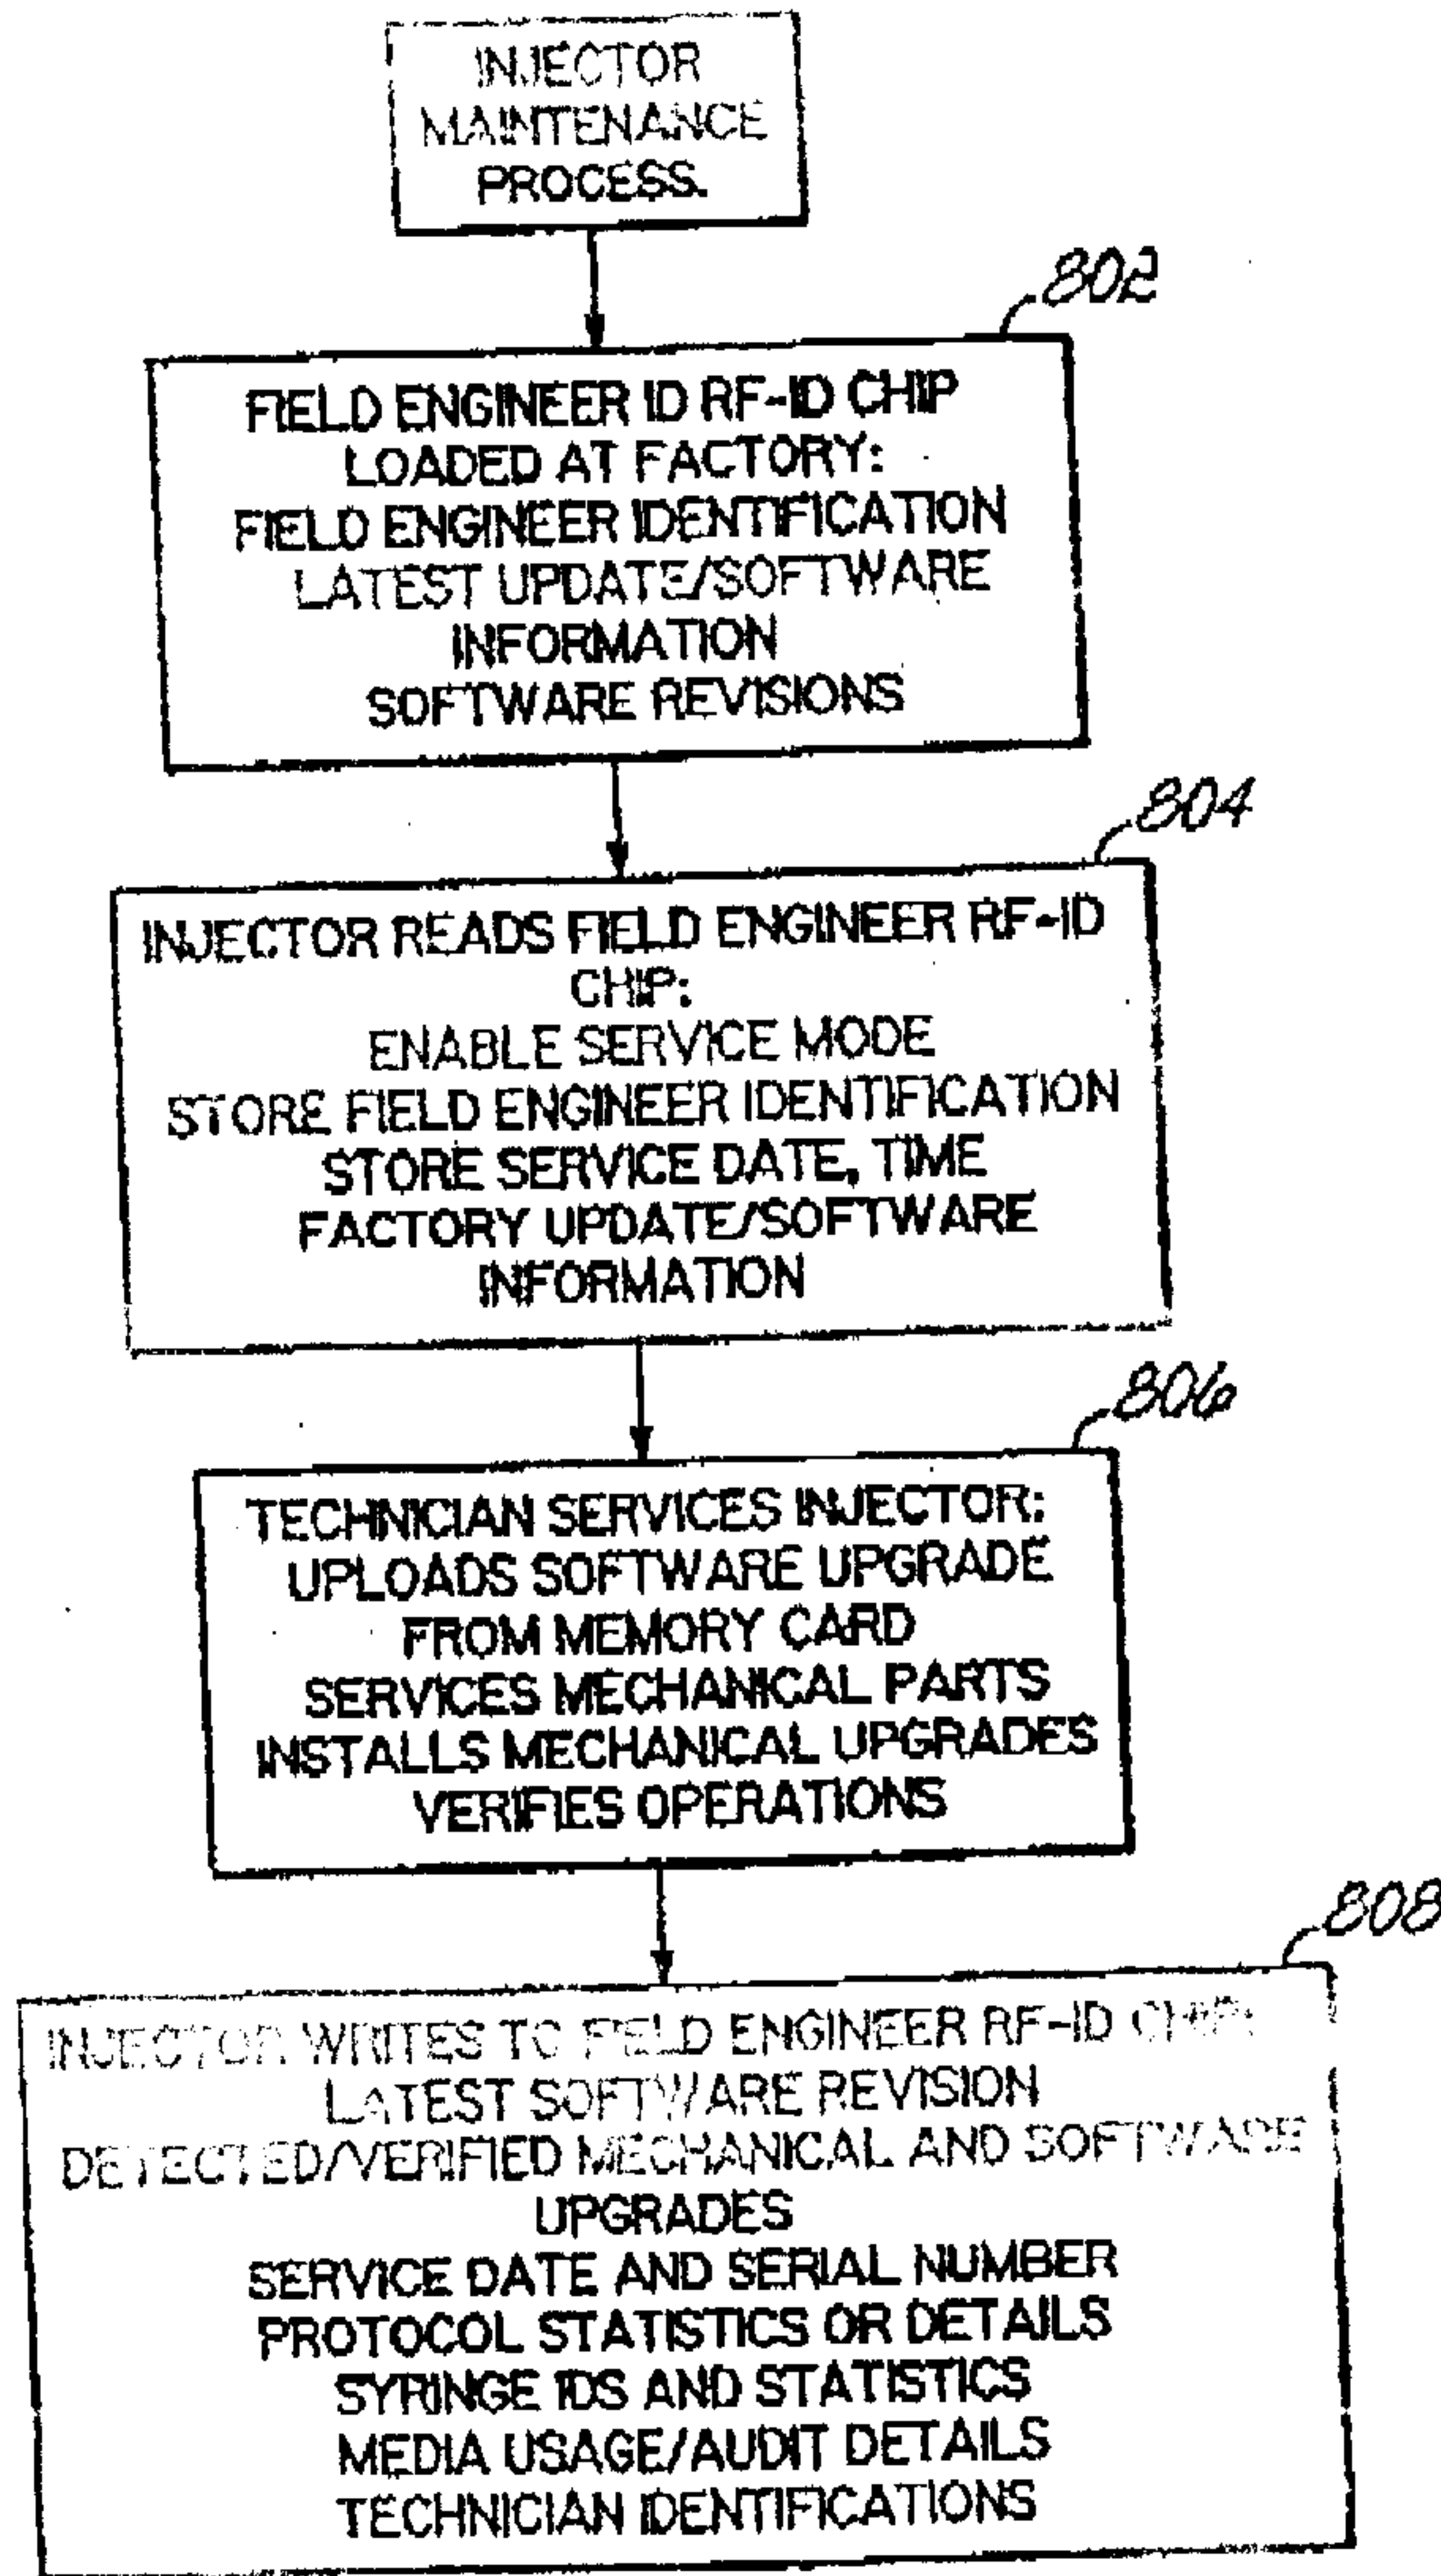 INJECTOR
MAINTENANCE
PROCESS.
802
FIELD ENGINEER ID RF-ID CHIP
LOADED AT FACTORY:
FIELD ENGINEER IDENTIFICATION
LATEST UPDATE/SOFTWARE
INFORMATION
SOFTWARE REVISIONS
804
INJECTOR READS FIELD ENGINEER RF-ID
CHIP:
ENABLE SERVICE MODE
STORE FIELD ENGINEER IDENTIFICATION
STORE SERVICE DATE, TIME
FACTORY UPDATE/SOFTWARE
INFORMATION
806
TECHNICIAN SERVICES INJECTOR:
UPLOADS SOFTWARE UPGRADE
FROM MEMORY CARD
SERVICES MECHANICAL PARTS
INSTALLS MECHANICAL UPGRADES
VERIFIES OPERATIONS
808
INJECTOR WRITES TO FIELD ENGINEER RF-ID CHIP:
LATEST SOFTWARE REVISION
DETECTED/VERIFIED MECHANICAL AND SOFTWARE
UPGRADES
SERVICE DATE AND SERIAL NUMBER
PROTOCOL STATISTICS OR DETAILS
SYRINGE IDS AND STATISTICS
MEDIA USAGE/AUDIT DETAILS
TECHNICIAN IDENTIFICATIONS